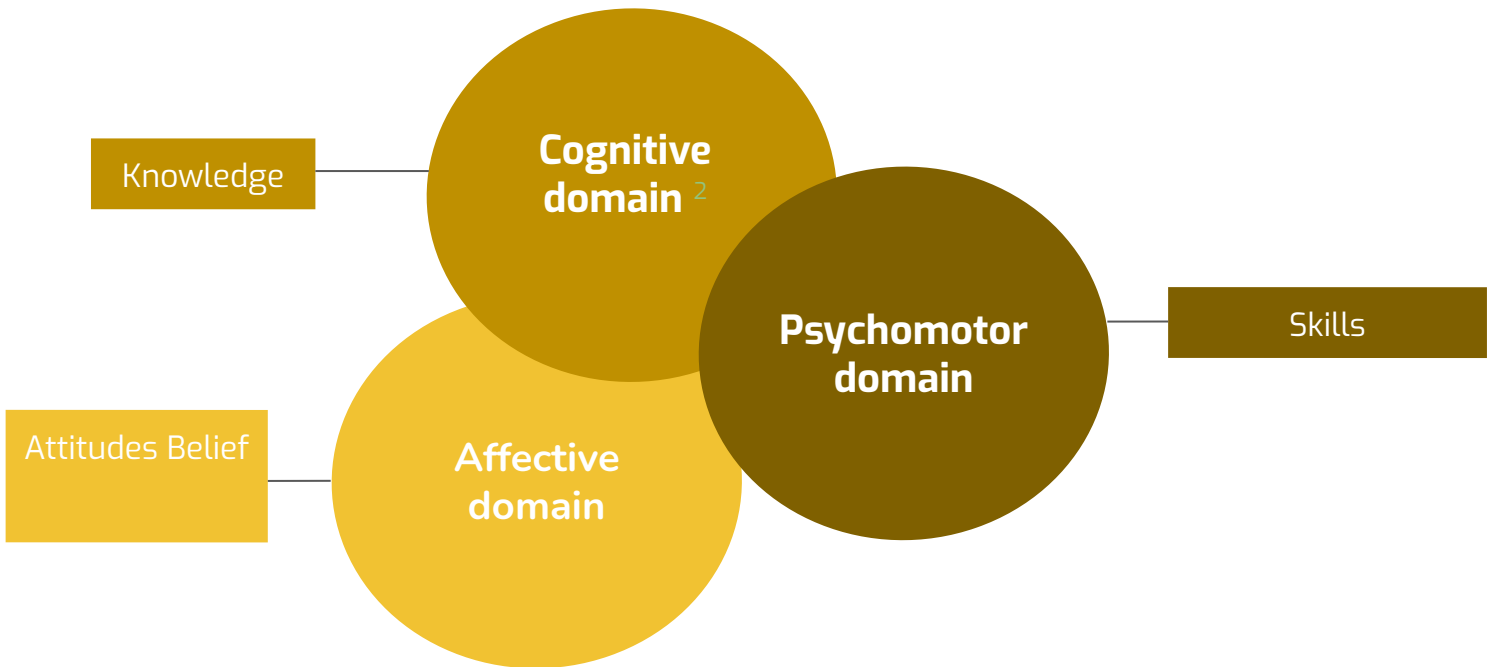 Knowledge
Cognitive
domain 2
Psychomotor
domain
Skills
Attitudes Belief
Affective
domain